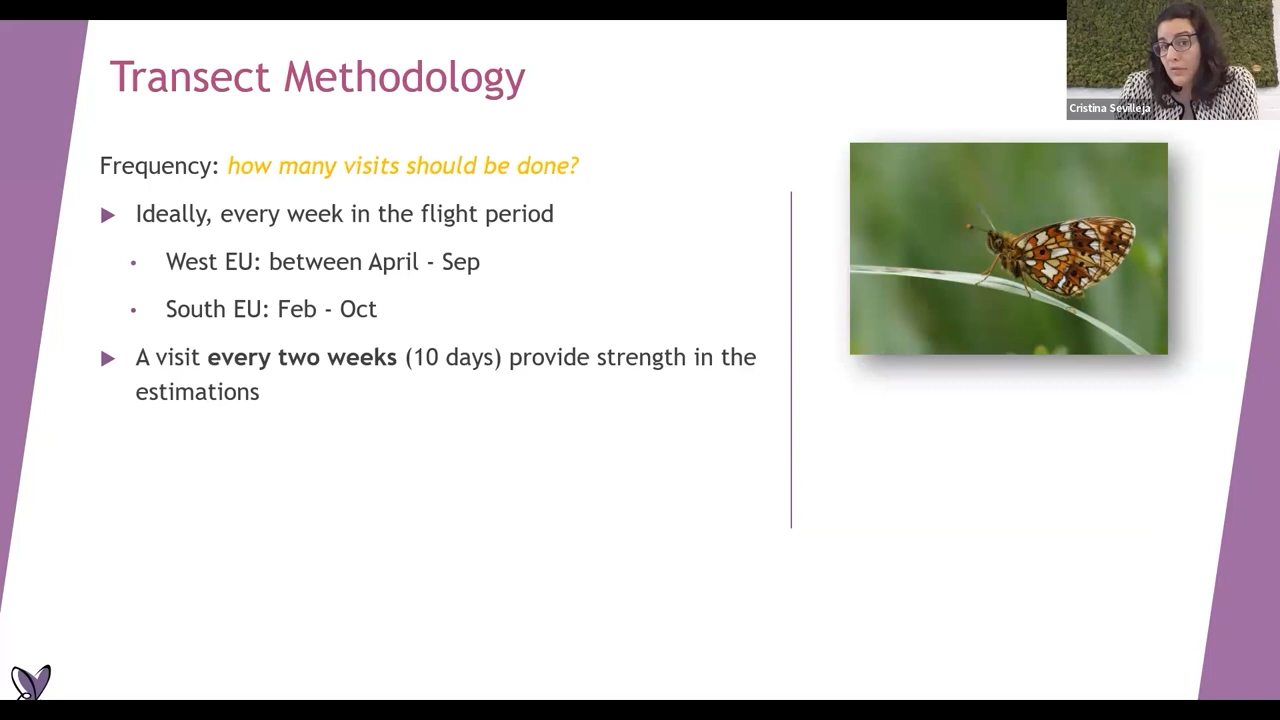 Transect Methodology
Cristina Sevilleja
Frequency: how many visits should be done?
Ideally, every week in the flight period
West EU: between April - Sep
South EU: Feb - Oct
A visit every two weeks (10 days) provide strength in the
estimations